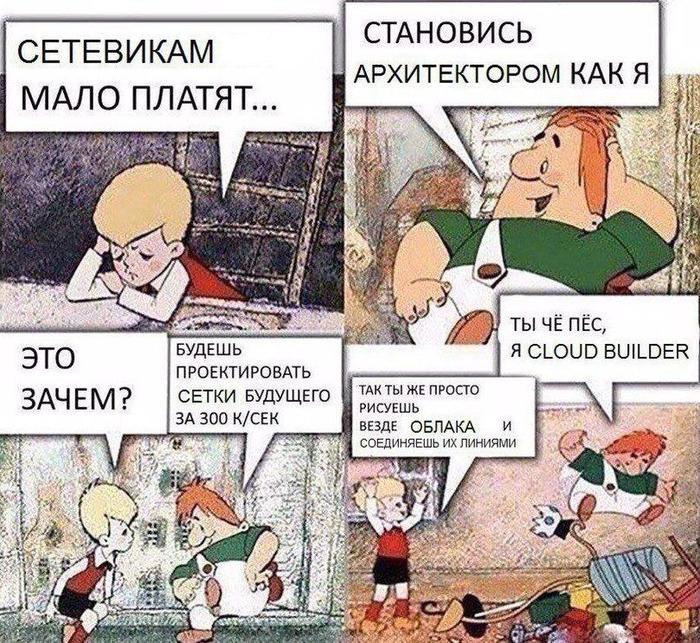 СЕТЕВИКАМ
МАЛО ПЛАТЯТ...
СТАНОВИСЬ
АРХИТЕКТОРОМ КАК Я
ЭТО
ЗАЧЕМ?
БУДЕШЬ
ПРОЕКТИРОВАТЬ
СЕТКИ БУДУЩЕГО
ЗА 300 К/СЕК
ТАК ТЫ ЖЕ ПРОСТО
РИСУЕШЬ
ВЕЗДЕ ОБЛАКА И
СОЕДИНЯЕШЬ ИХ ЛИНИЯМИ
ТЫ ЧЁ ПЁС,
Я CLOUD BUILDER